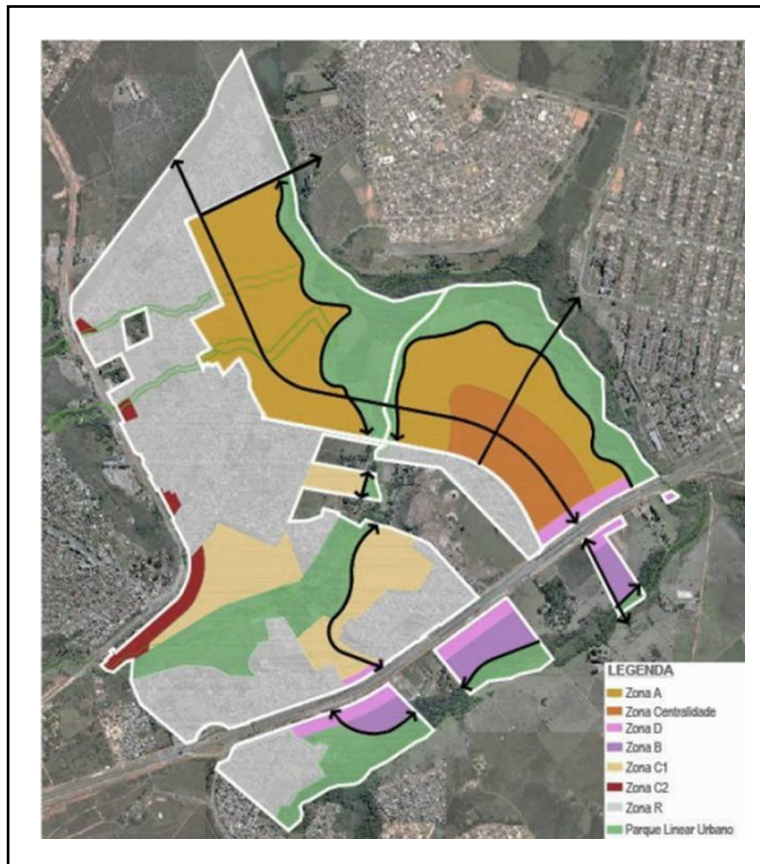 LEGENDA
Zona A
Zona Centralidade
Zona D
Zona B
Zona C1
Zona C2
Zona R
Parque Linear Urbano